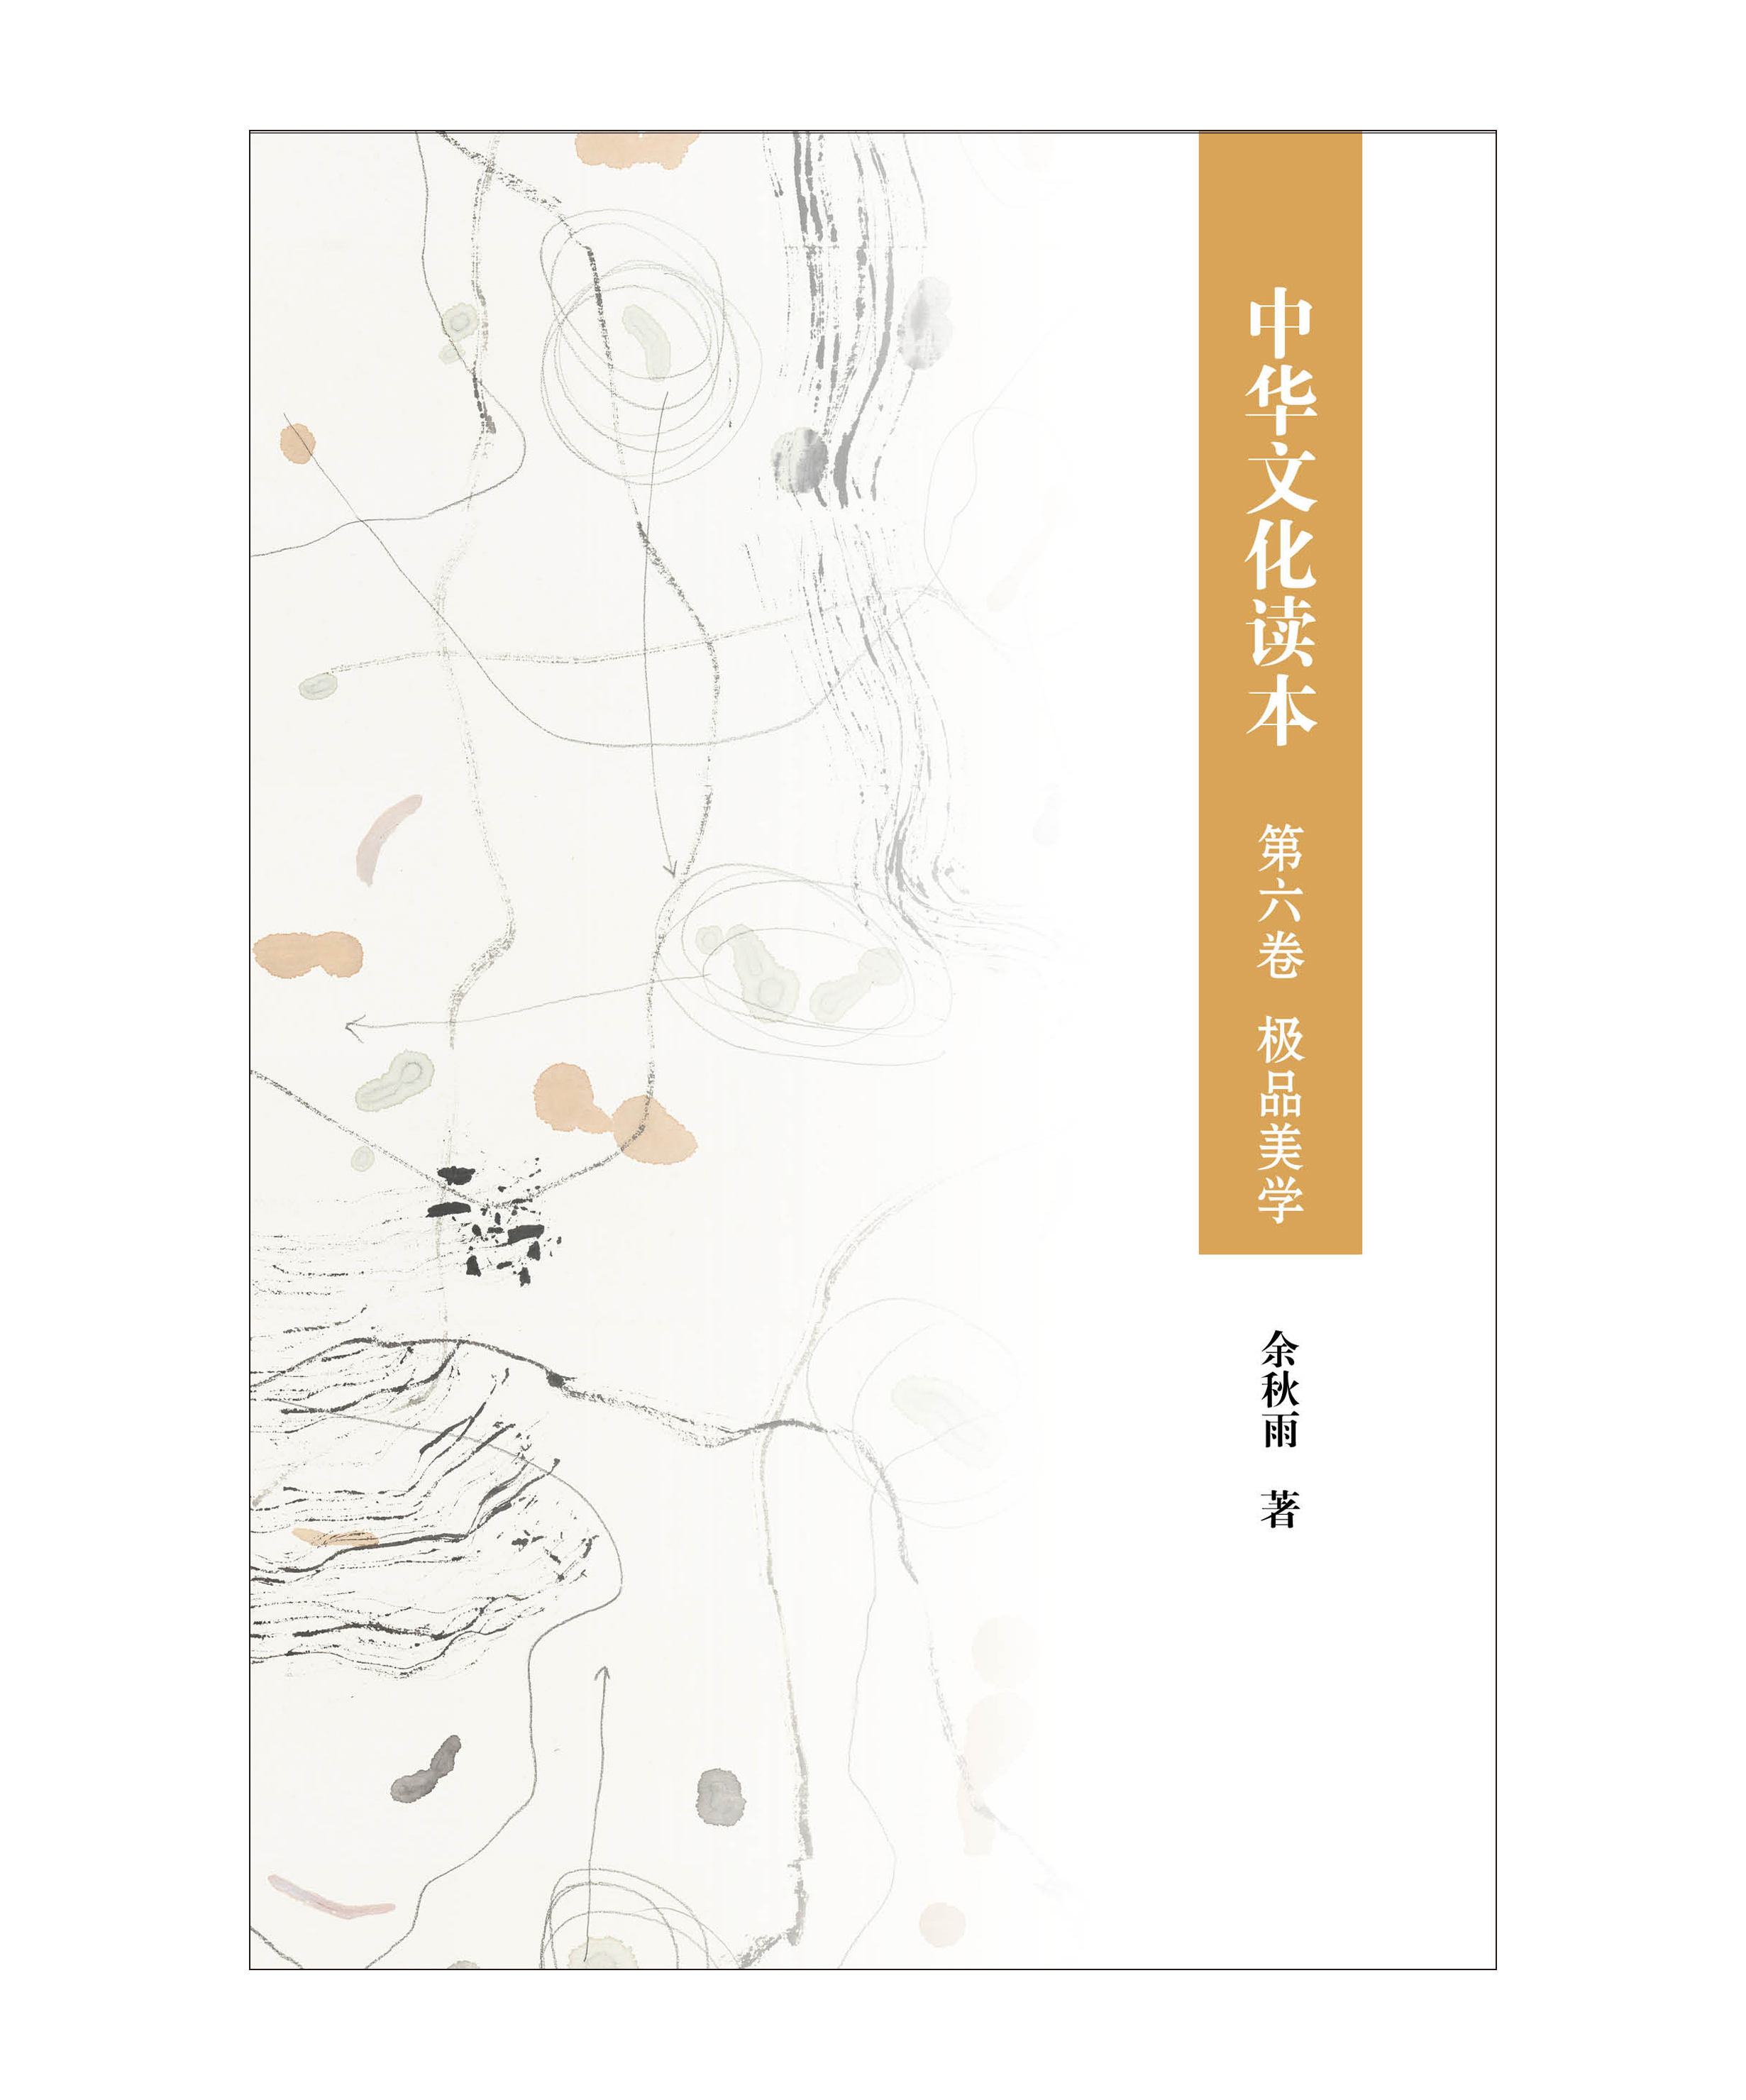 中华文化读本
第六卷 极品美学
余秋雨 著